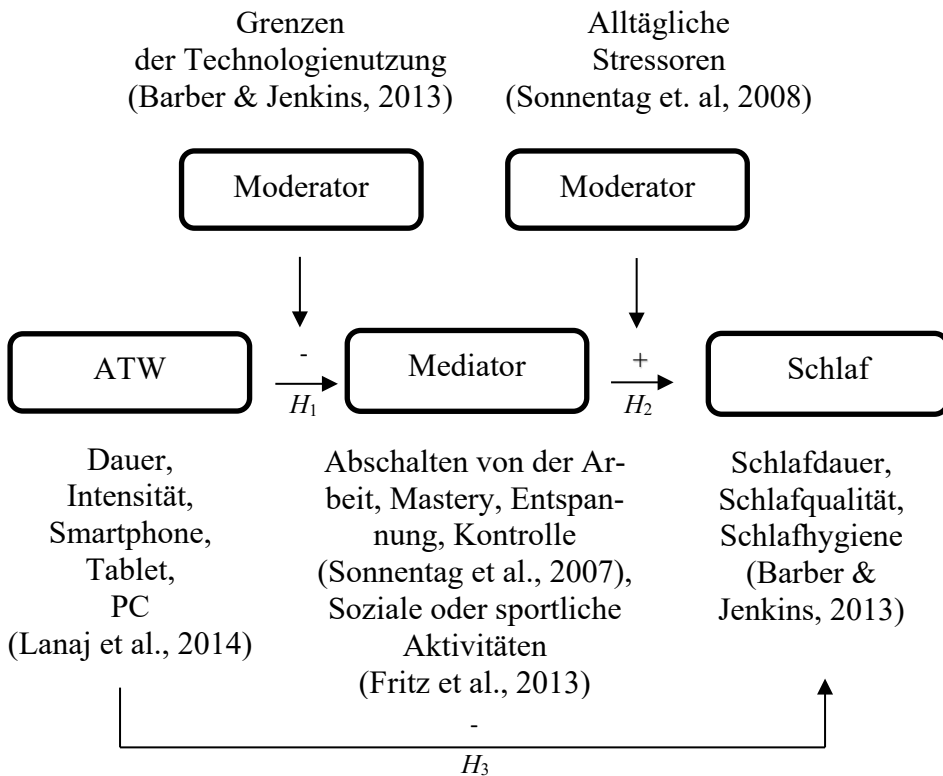 Grenzen
der Technologienutzung
(Barber & Jenkins, 2013)
Alltägliche
Stressoren
(Sonnentag et. al, 2008)
Moderator
Moderator
ATW
-
H1
Mediator
+
H2
Schlaf
Dauer,
Intensität,
Smartphone,
Tablet,
PC
(Lanaj et al., 2014)
Abschalten von der Ar-
beit, Mastery, Entspan-
nung, Kontrolle
(Sonnentag et al., 2007),
Soziale oder sportliche
Aktivitäten
(Fritz et al., 2013)
Schlafdauer,
Schlafqualität,
Schlafhygiene
(Barber &
Jenkins, 2013)
-
H3